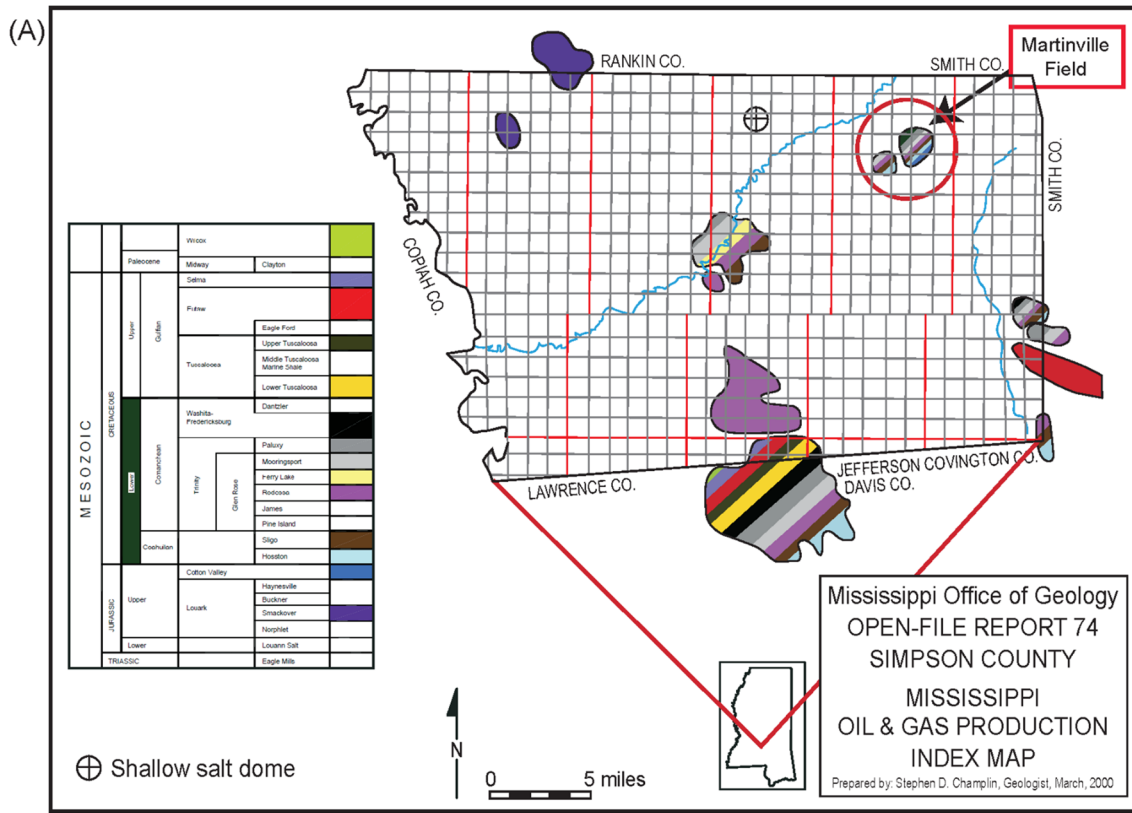 (A)
Martinville
Field
RANKIN CO.
SMITH CO.
SMITH CO.
COPIAH CO.
LAWRENCE CO.
JEFFERSON
DAVIS CO.
COVINGTON CO.
MESOZOIC
CRETACEOUS
JURASSIC
TRIASSIC
Paleocene
Upper
Lower
Upper
Lower
Gulfian
Comanchean
Coahuilan
Wilcox
Midway
Clayton
Selma
Eutaw
Eagle Ford
Tuscaloosa
Upper Tuscaloosa
Middle Tuscaloosa
Marine Shale
Lower Tuscaloosa
Washita-
Fredericksburg
Dantzler
Trinity
Glen Rose
Paluxy
Mooringsport
Ferry Lake
Rodessa
James
Pine Island
Sligo
Hosston
Cotton Valley
Louark
Haynesville
Buckner
Smackover
Norphlet
Louann Salt
Eagle Mills
Shallow salt dome
N
0 5 miles
Mississippi Office of Geology
OPEN-FILE REPORT 74
SIMPSON COUNTY
MISSISSIPPI
OIL & GAS PRODUCTION
INDEX MAP
Prepared by: Stephen D. Champlin, Geologist, March, 2000